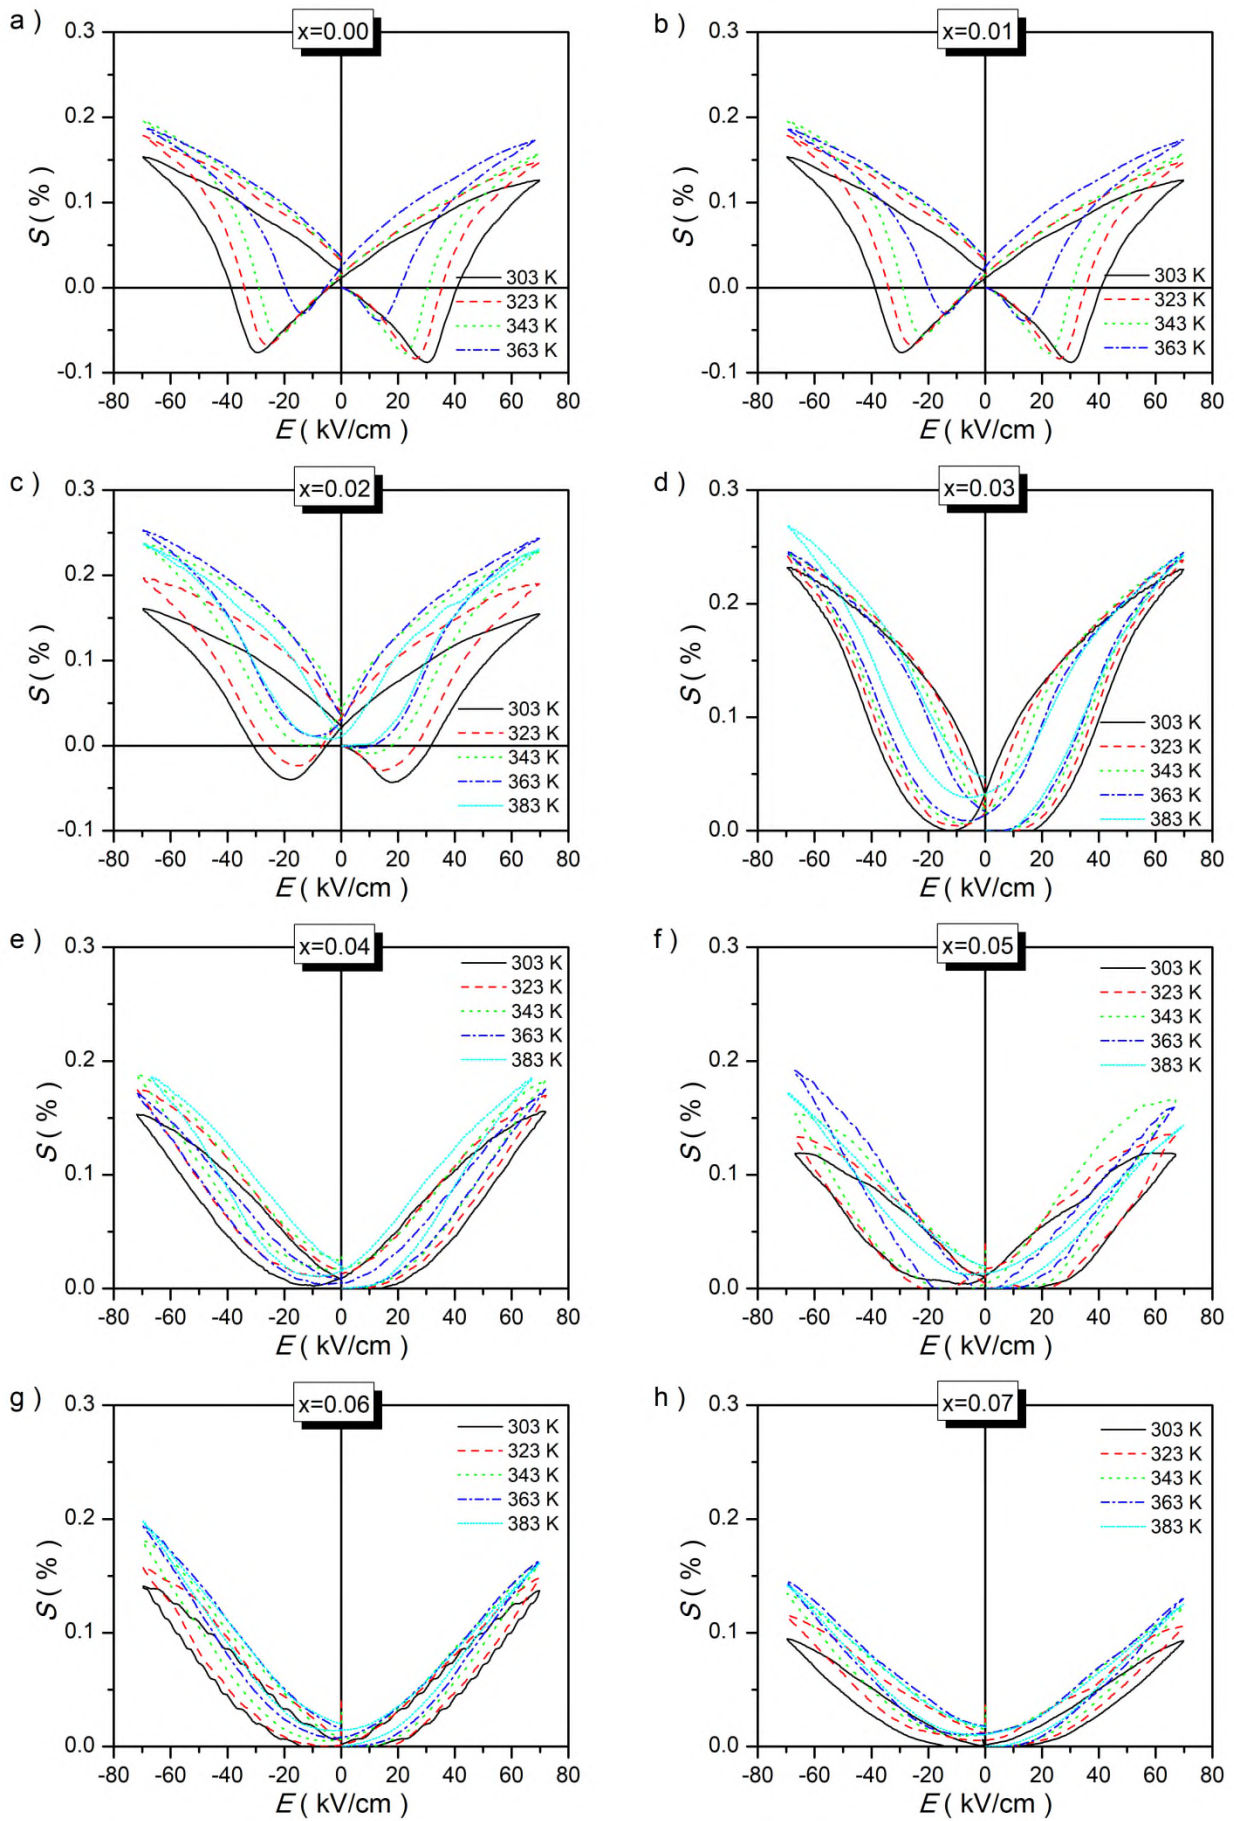 a )
x=0.00
0.3
0.2
0.1
0.0
-0.1
S ( % )
303 K
323 K
343 K
363 K
-80 -60 -40 -20 0 20 40 60 80
E ( kV/cm )
b )
x=0.01
0.3
0.2
0.1
0.0
-0.1
S ( % )
303 K
323 K
343 K
363 K
-80 -60 -40 -20 0 20 40 60 80
E ( kV/cm )
c )
x=0.02
0.3
0.2
0.1
0.0
-0.1
S ( % )
303 K
323 K
343 K
363 K
383 K
-80 -60 -40 -20 0 20 40 60 80
E ( kV/cm )
d )
x=0.03
0.3
0.2
0.1
0.0
S ( % )
303 K
323 K
343 K
363 K
383 K
-80 -60 -40 -20 0 20 40 60 80
E ( kV/cm )
e )
x=0.04
0.3
0.2
0.1
0.0
S ( % )
303 K
323 K
343 K
363 K
383 K
-80 -60 -40 -20 0 20 40 60 80
E ( kV/cm )
f )
x=0.05
0.3
0.2
0.1
0.0
S ( % )
303 K
323 K
343 K
363 K
383 K
-80 -60 -40 -20 0 20 40 60 80
E ( kV/cm )
g )
x=0.06
0.3
0.2
0.1
0.0
S ( % )
303 K
323 K
343 K
363 K
383 K
-80 -60 -40 -20 0 20 40 60 80
E ( kV/cm )
h )
x=0.07
0.3
0.2
0.1
0.0
S ( % )
303 K
323 K
343 K
363 K
383 K
-80 -60 -40 -20 0 20 40 60 80
E ( kV/cm )